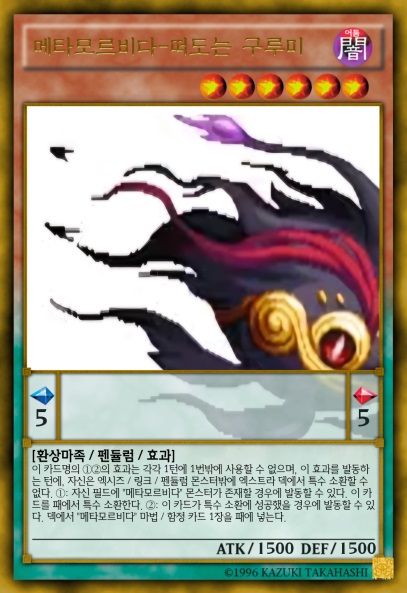 메타모르비다-떠도는 구루미
어둠
闇
5
5
[환상마족 / 펜듈럼 / 효과]
이 카드명의 ①②의 효과는 각각 1턴에 1번밖에 사용할 수 없으며, 이 효과를 발동하
는 턴에, 자신은 엑시즈 / 링크 / 펜듈럼 몬스터밖에 엑스트라 덱에서 특수 소환할 수
없다. ①: 자신 필드에 "메타모르비다" 몬스터가 존재할 경우에 발동할 수 있다. 이 카
드를 패에서 특수 소환한다. ②: 이 카드가 특수 소환에 성공했을 경우에 발동할 수 있
다. 덱에서 "메타모르비다" 마법 / 함정 카드 1장을 패에 넣는다.
ATK / 1500 DEF / 1500
©1996 KAZUKI TAKAHASHI